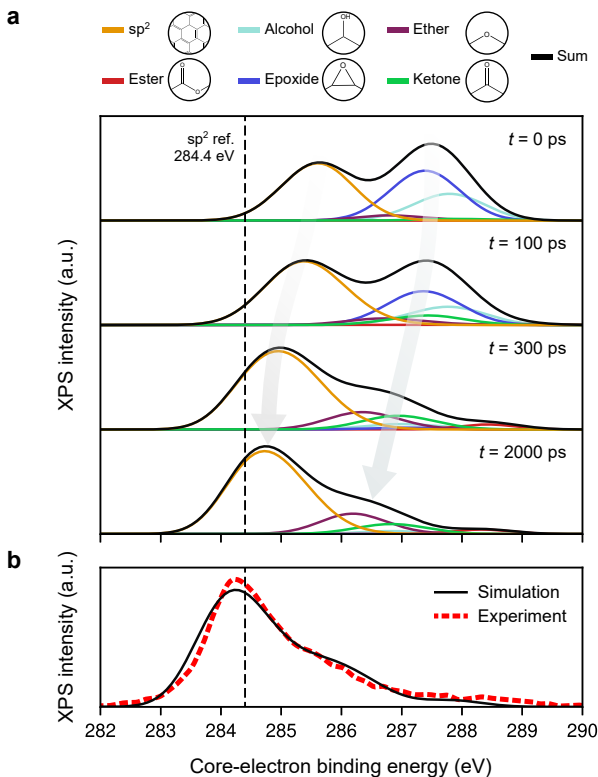 a
sp² Alcohol Ether
OH
Ester Epoxide Ketone Sum
O O O O O
sp² ref.
284.4 eV
t = 0 ps
t = 100 ps
t = 300 ps
t = 2000 ps
XPS intensity (a.u.)
b
XPS intensity (a.u.)
Simulation
Experiment
282 283 284 285 286 287 288 289 290
Core-electron binding energy (eV)